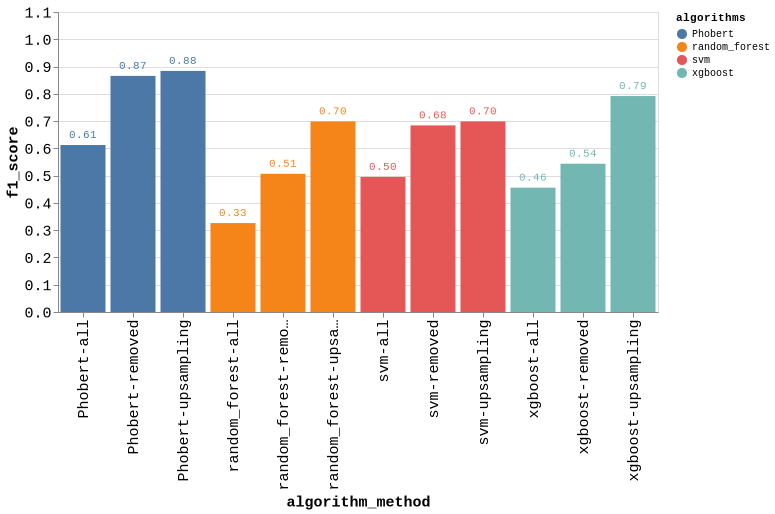 algorithms
Phobert
random_forest
svm
xgboost
f1_score
1.1
1.0
0.9
0.8
0.7
0.6
0.5
0.4
0.3
0.2
0.1
0.0
0.61
0.87
0.88
0.33
0.51
0.70
0.50
0.68
0.70
0.46
0.54
0.79
Phobert-all
Phobert-removed
Phobert-upsampling
random_forest-all
random_forest-remo…
random_forest-upsa…
svm-all
svm-removed
svm-upsampling
xgboost-all
xgboost-removed
xgboost-upsampling
algorithm_method